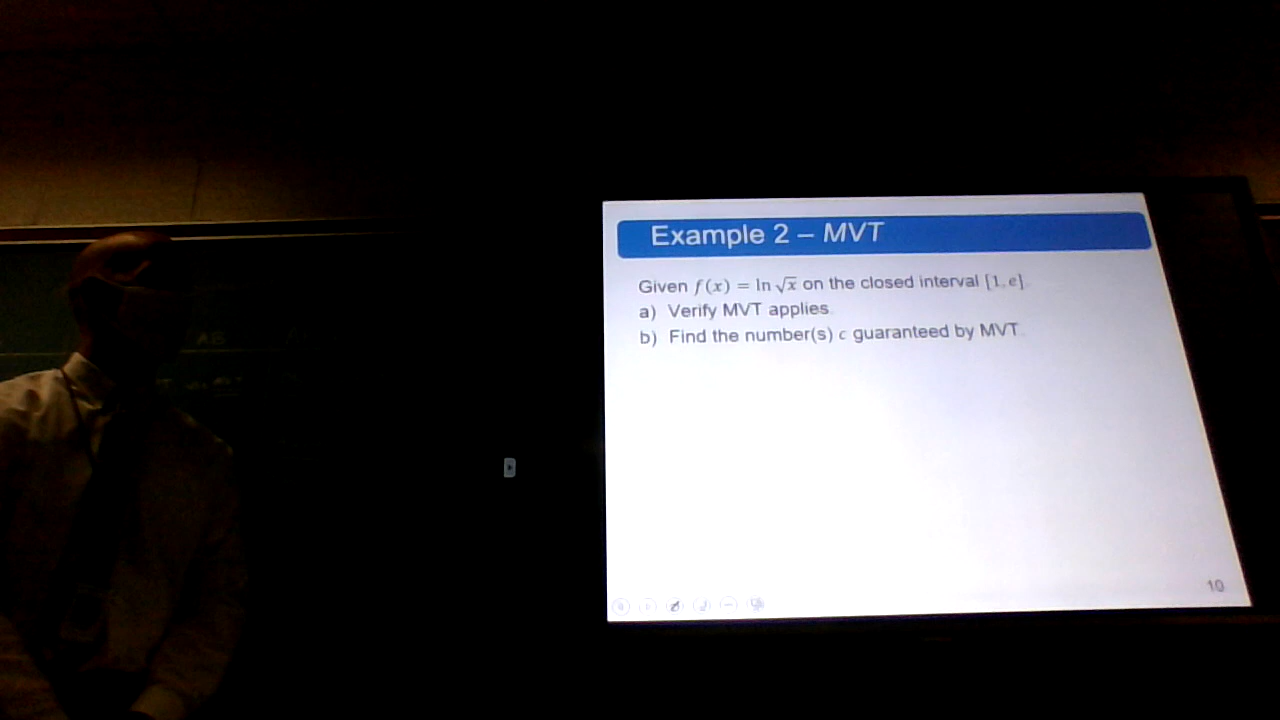 Example 2 – MVT
Given f(x) = ln √x on the closed interval [1, e].
a) Verify MVT applies.
b) Find the number(s) c guaranteed by MVT.
10